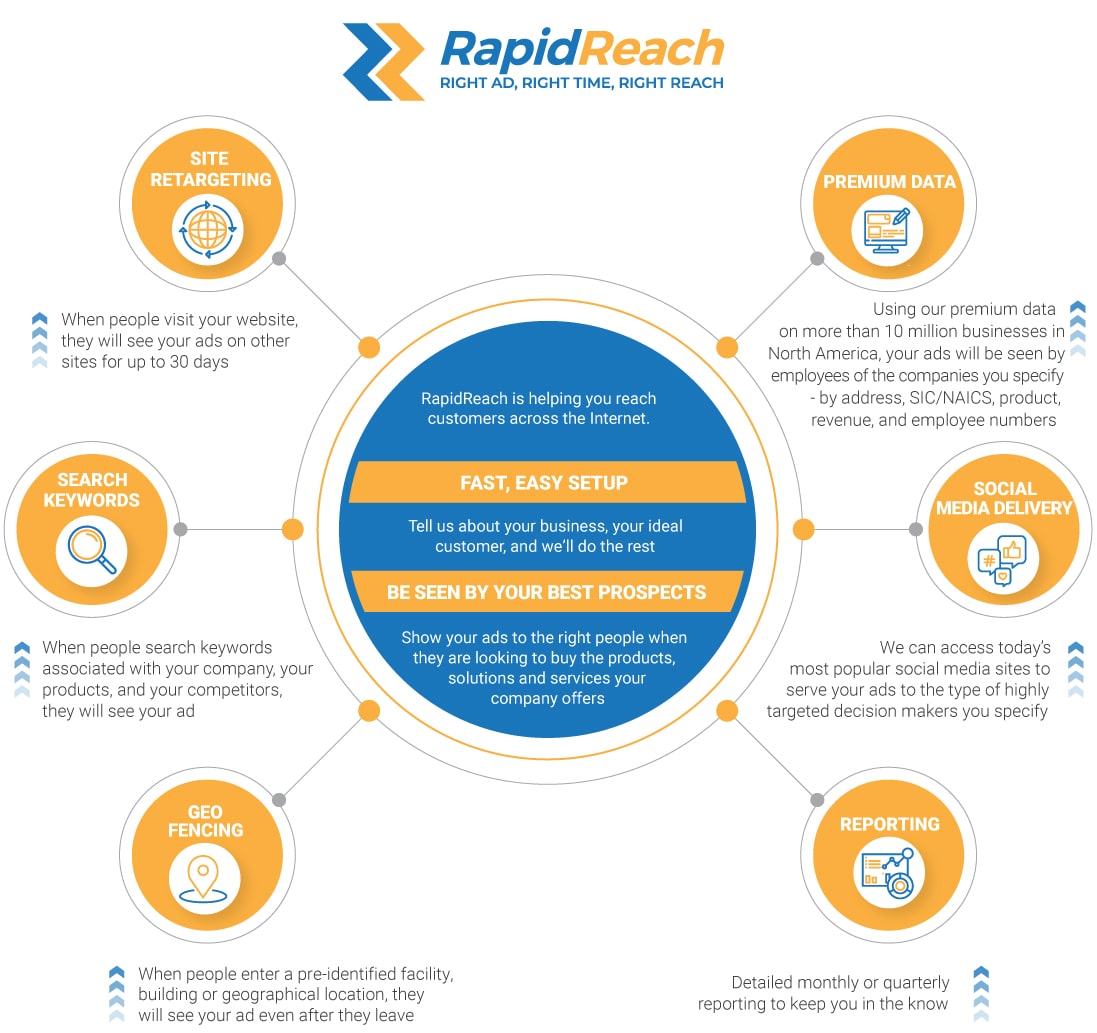 RapidReach
RIGHT AD, RIGHT TIME, RIGHT REACH
SITE
RETARGETING
When people visit your website,
they will see your ads on other
sites for up to 30 days
PREMIUM DATA
Using our premium data
on more than 10 million businesses in
North America, your ads will be seen by
employees of the companies you specify
- by address, SIC/NAICS, product,
revenue, and employee numbers
RapidReach is helping you reach
customers across the Internet.
FAST, EASY SETUP
Tell us about your business, your ideal
customer, and we'll do the rest
BE SEEN BY YOUR BEST PROSPECTS
Show your ads to the right people when
they are looking to buy the products,
solutions and services your
company offers
SEARCH
KEYWORDS
When people search keywords
associated with your company, your
products, and your competitors,
they will see your ad
SOCIAL
MEDIA DELIVERY
#
We can access today's
most popular social media sites to
serve your ads to the type of highly
targeted decision makers you specify
GEO
FENCING
When people enter a pre-identified facility,
building or geographical location, they
will see your ad even after they leave
REPORTING
Detailed monthly or quarterly
reporting to keep you in the know